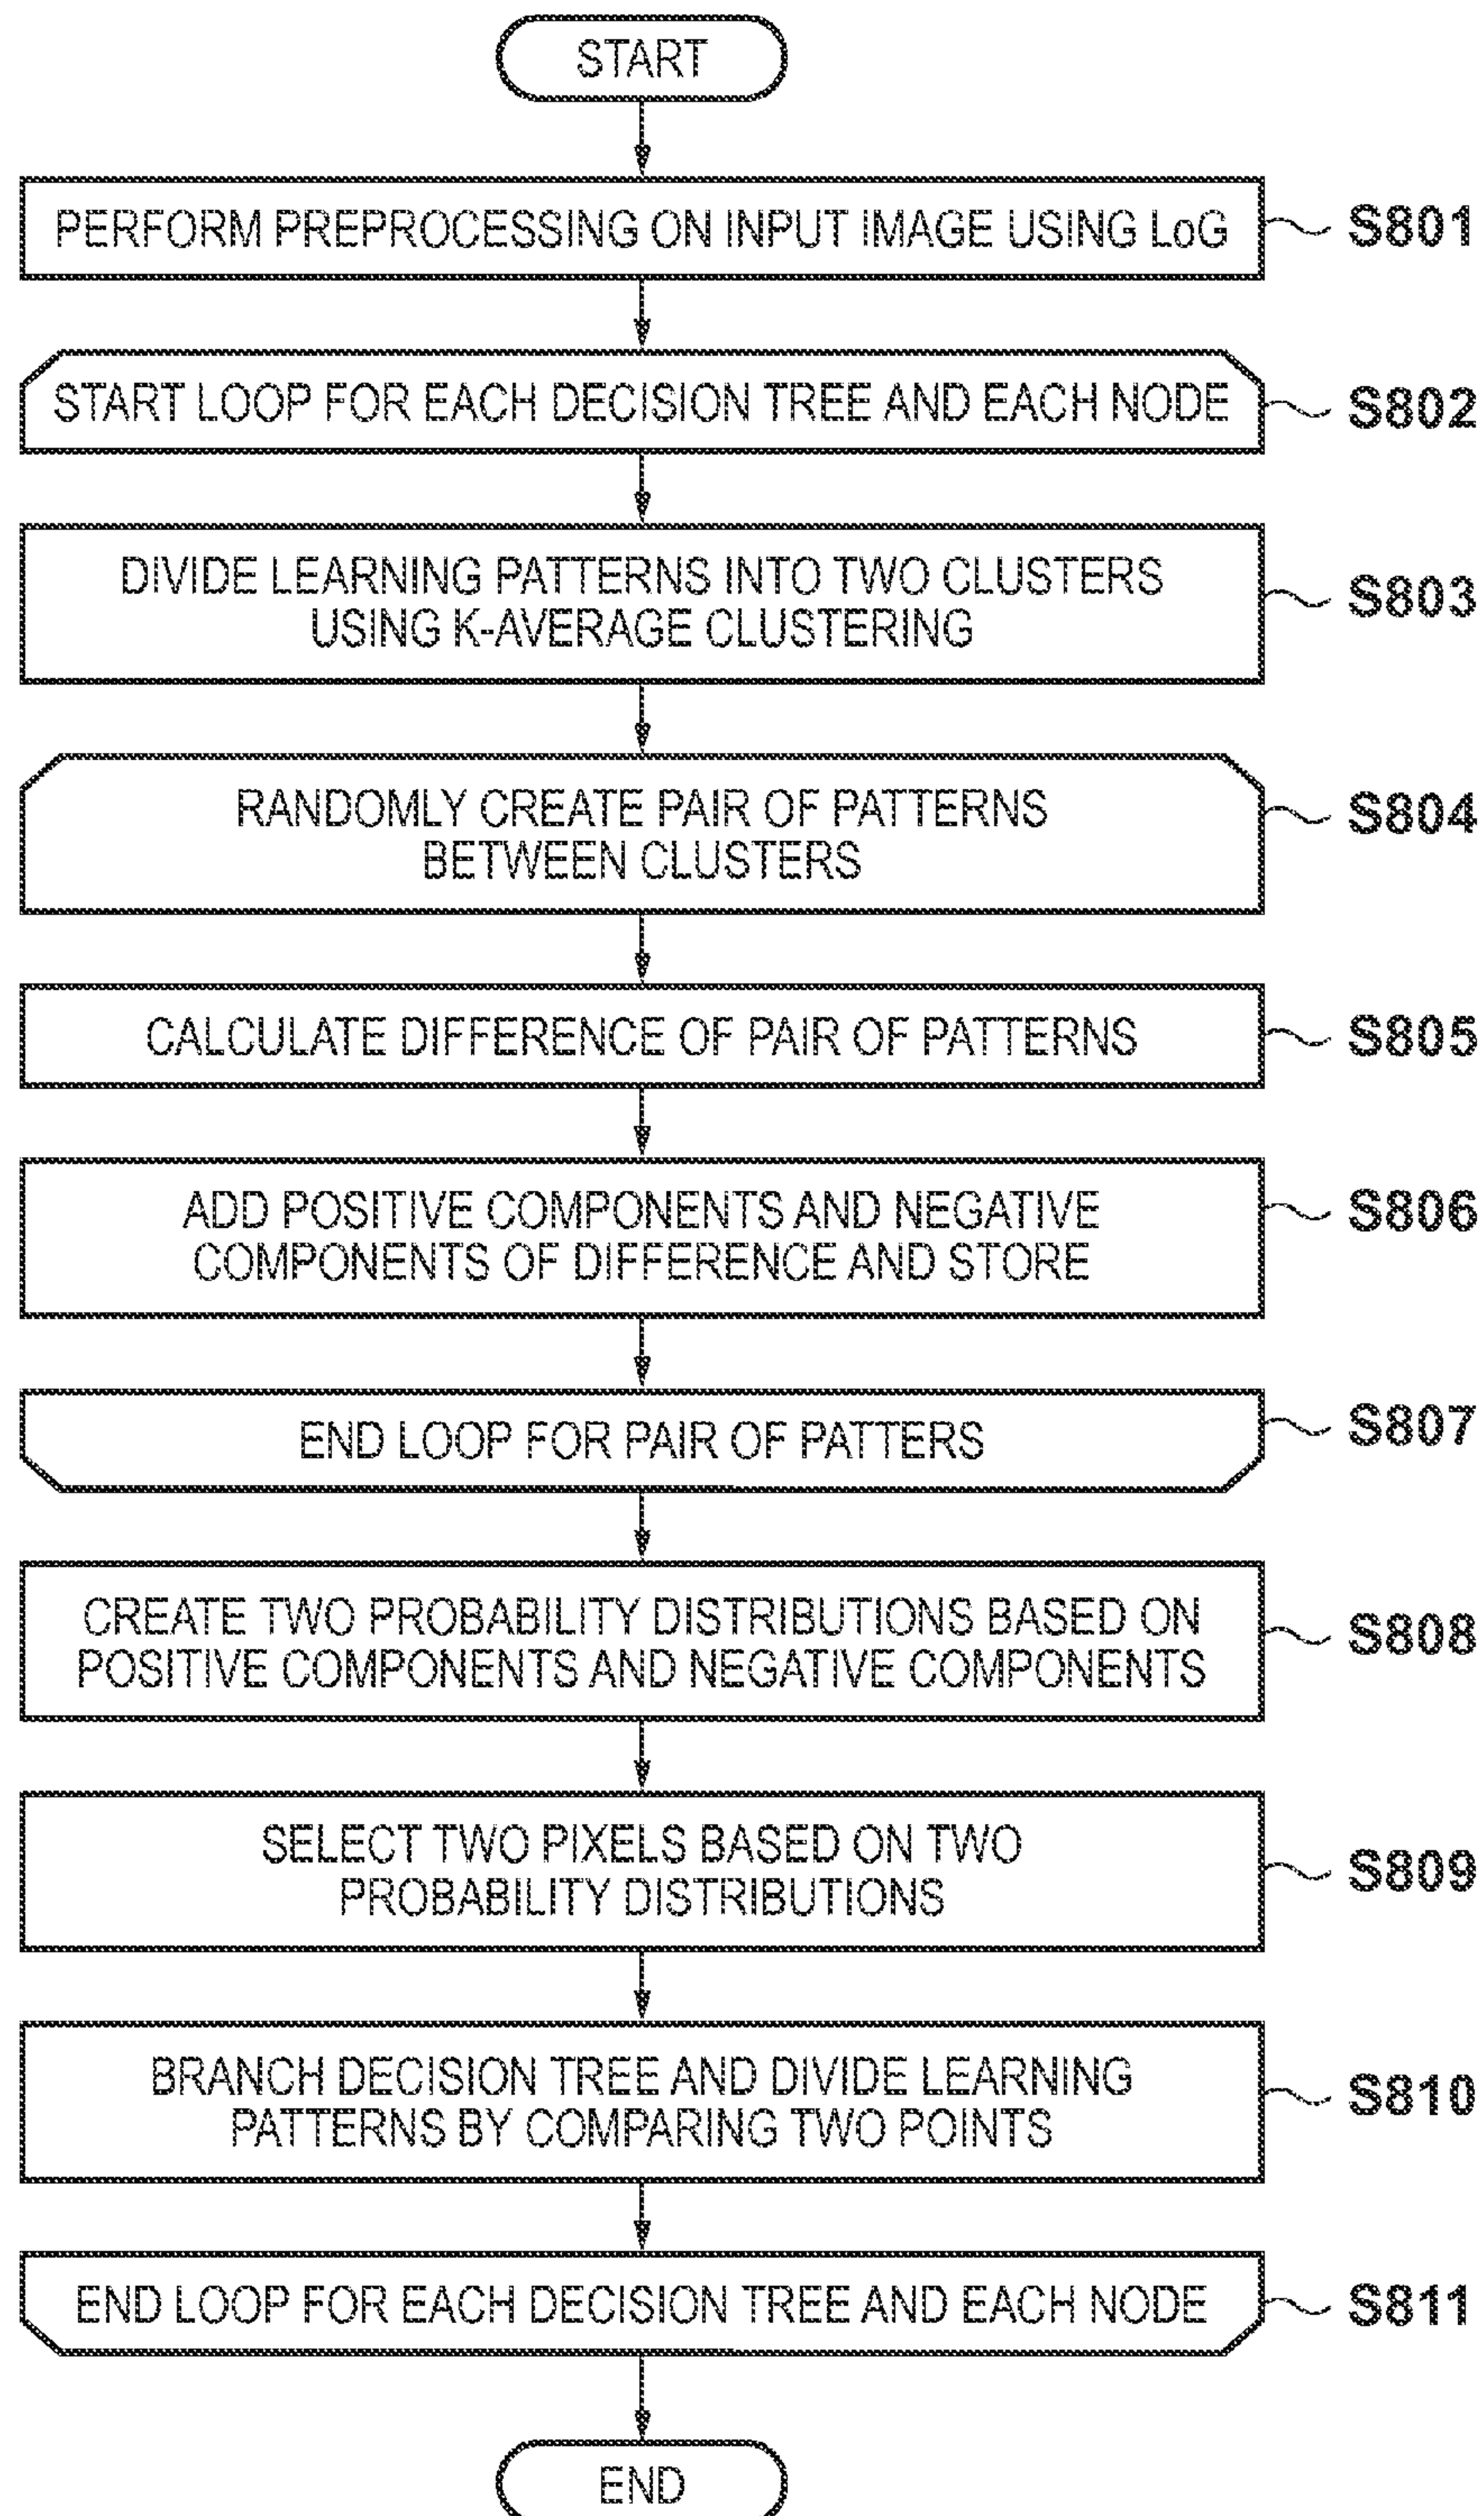 START
PERFORM PREPROCESSING ON INPUT IMAGE USING LoG
S801
START LOOP FOR EACH DECISION TREE AND EACH NODE
S802
DIVIDE LEARNING PATTERNS INTO TWO CLUSTERS
USING K-AVERAGE CLUSTERING
S803
RANDOMLY CREATE PAIR OF PATTERNS
BETWEEN CLUSTERS
S804
CALCULATE DIFFERENCE OF PAIR OF PATTERNS
S805
ADD POSITIVE COMPONENTS AND NEGATIVE
COMPONENTS OF DIFFERENCE AND STORE
S806
END LOOP FOR PAIR OF PATTERS
S807
CREATE TWO PROBABILITY DISTRIBUTIONS BASED ON
POSITIVE COMPONENTS AND NEGATIVE COMPONENTS
S808
SELECT TWO PIXELS BASED ON TWO
PROBABILITY DISTRIBUTIONS
S809
BRANCH DECISION TREE AND DIVIDE LEARNING
PATTERNS BY COMPARING TWO POINTS
S810
END LOOP FOR EACH DECISION TREE AND EACH NODE
S811
END